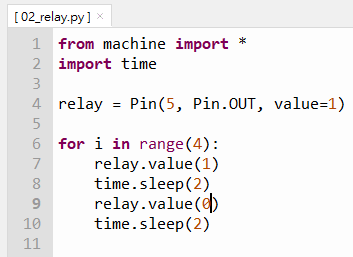 [ 02_relay.py ] ×
1 from machine import *
2 import time
3
4 relay = Pin(5, Pin.OUT, value=1)
5
6 for i in range(4):
7     relay.value(1)
8     time.sleep(2)
9     relay.value(0)
10     time.sleep(2)
11